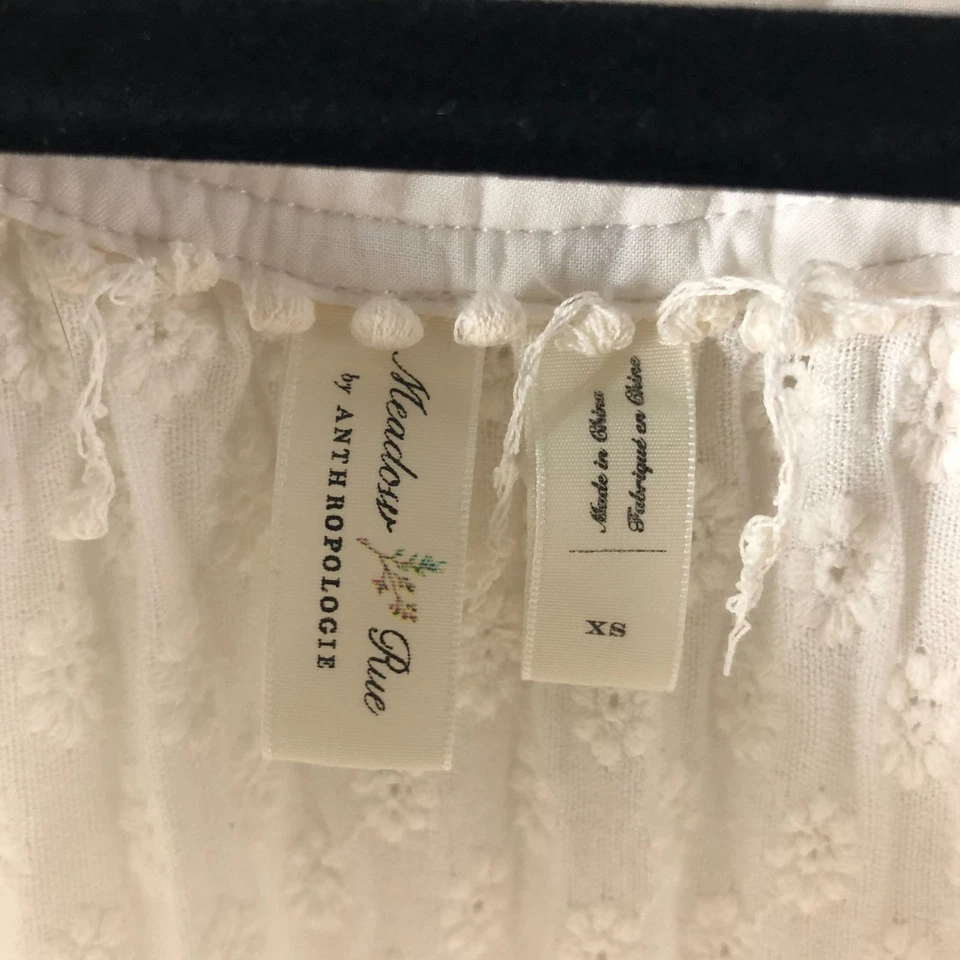 Meadow Rue
by ANTHROPOLOGIE
Made in China
Fabriqué en Chine
XS